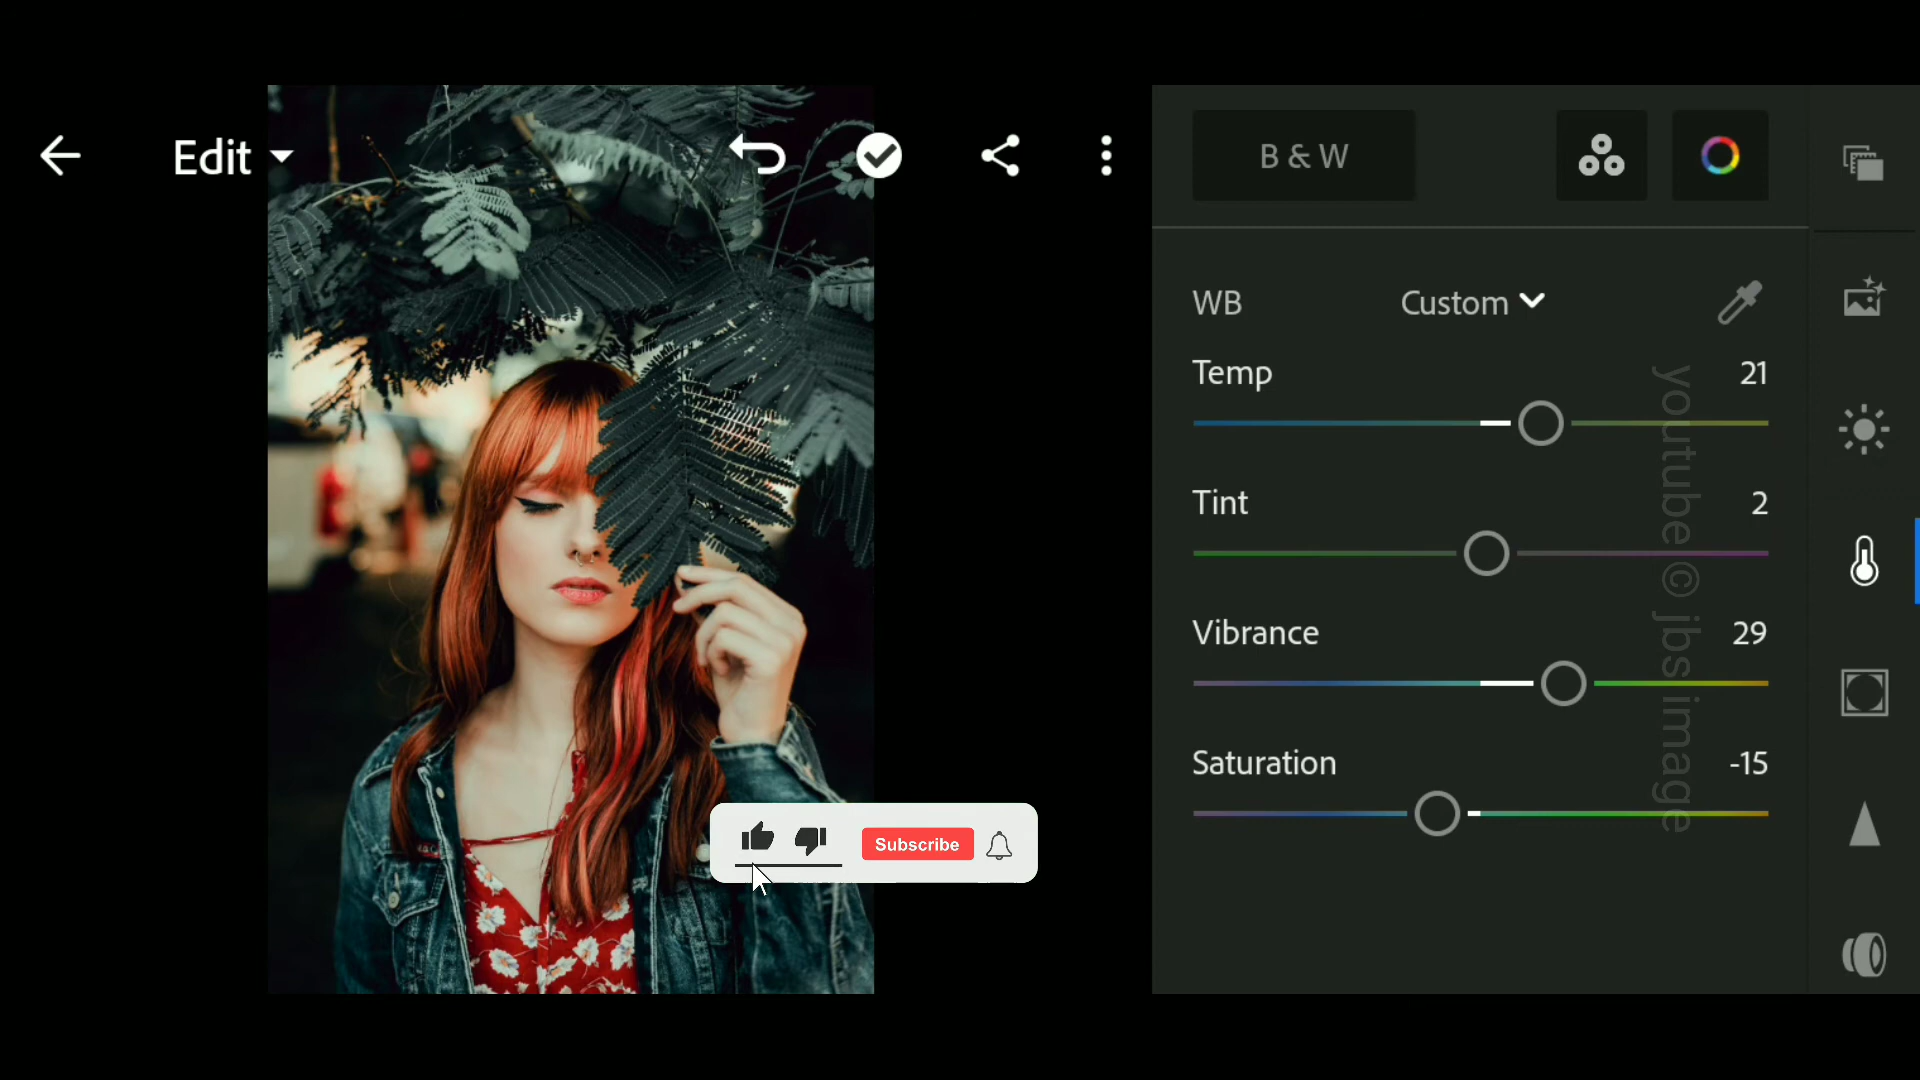 Edit
B & W
WB
Custom
Temp
21
Tint
2
Vibrance
29
Saturation
-15
youtube © jbs image
Subscribe